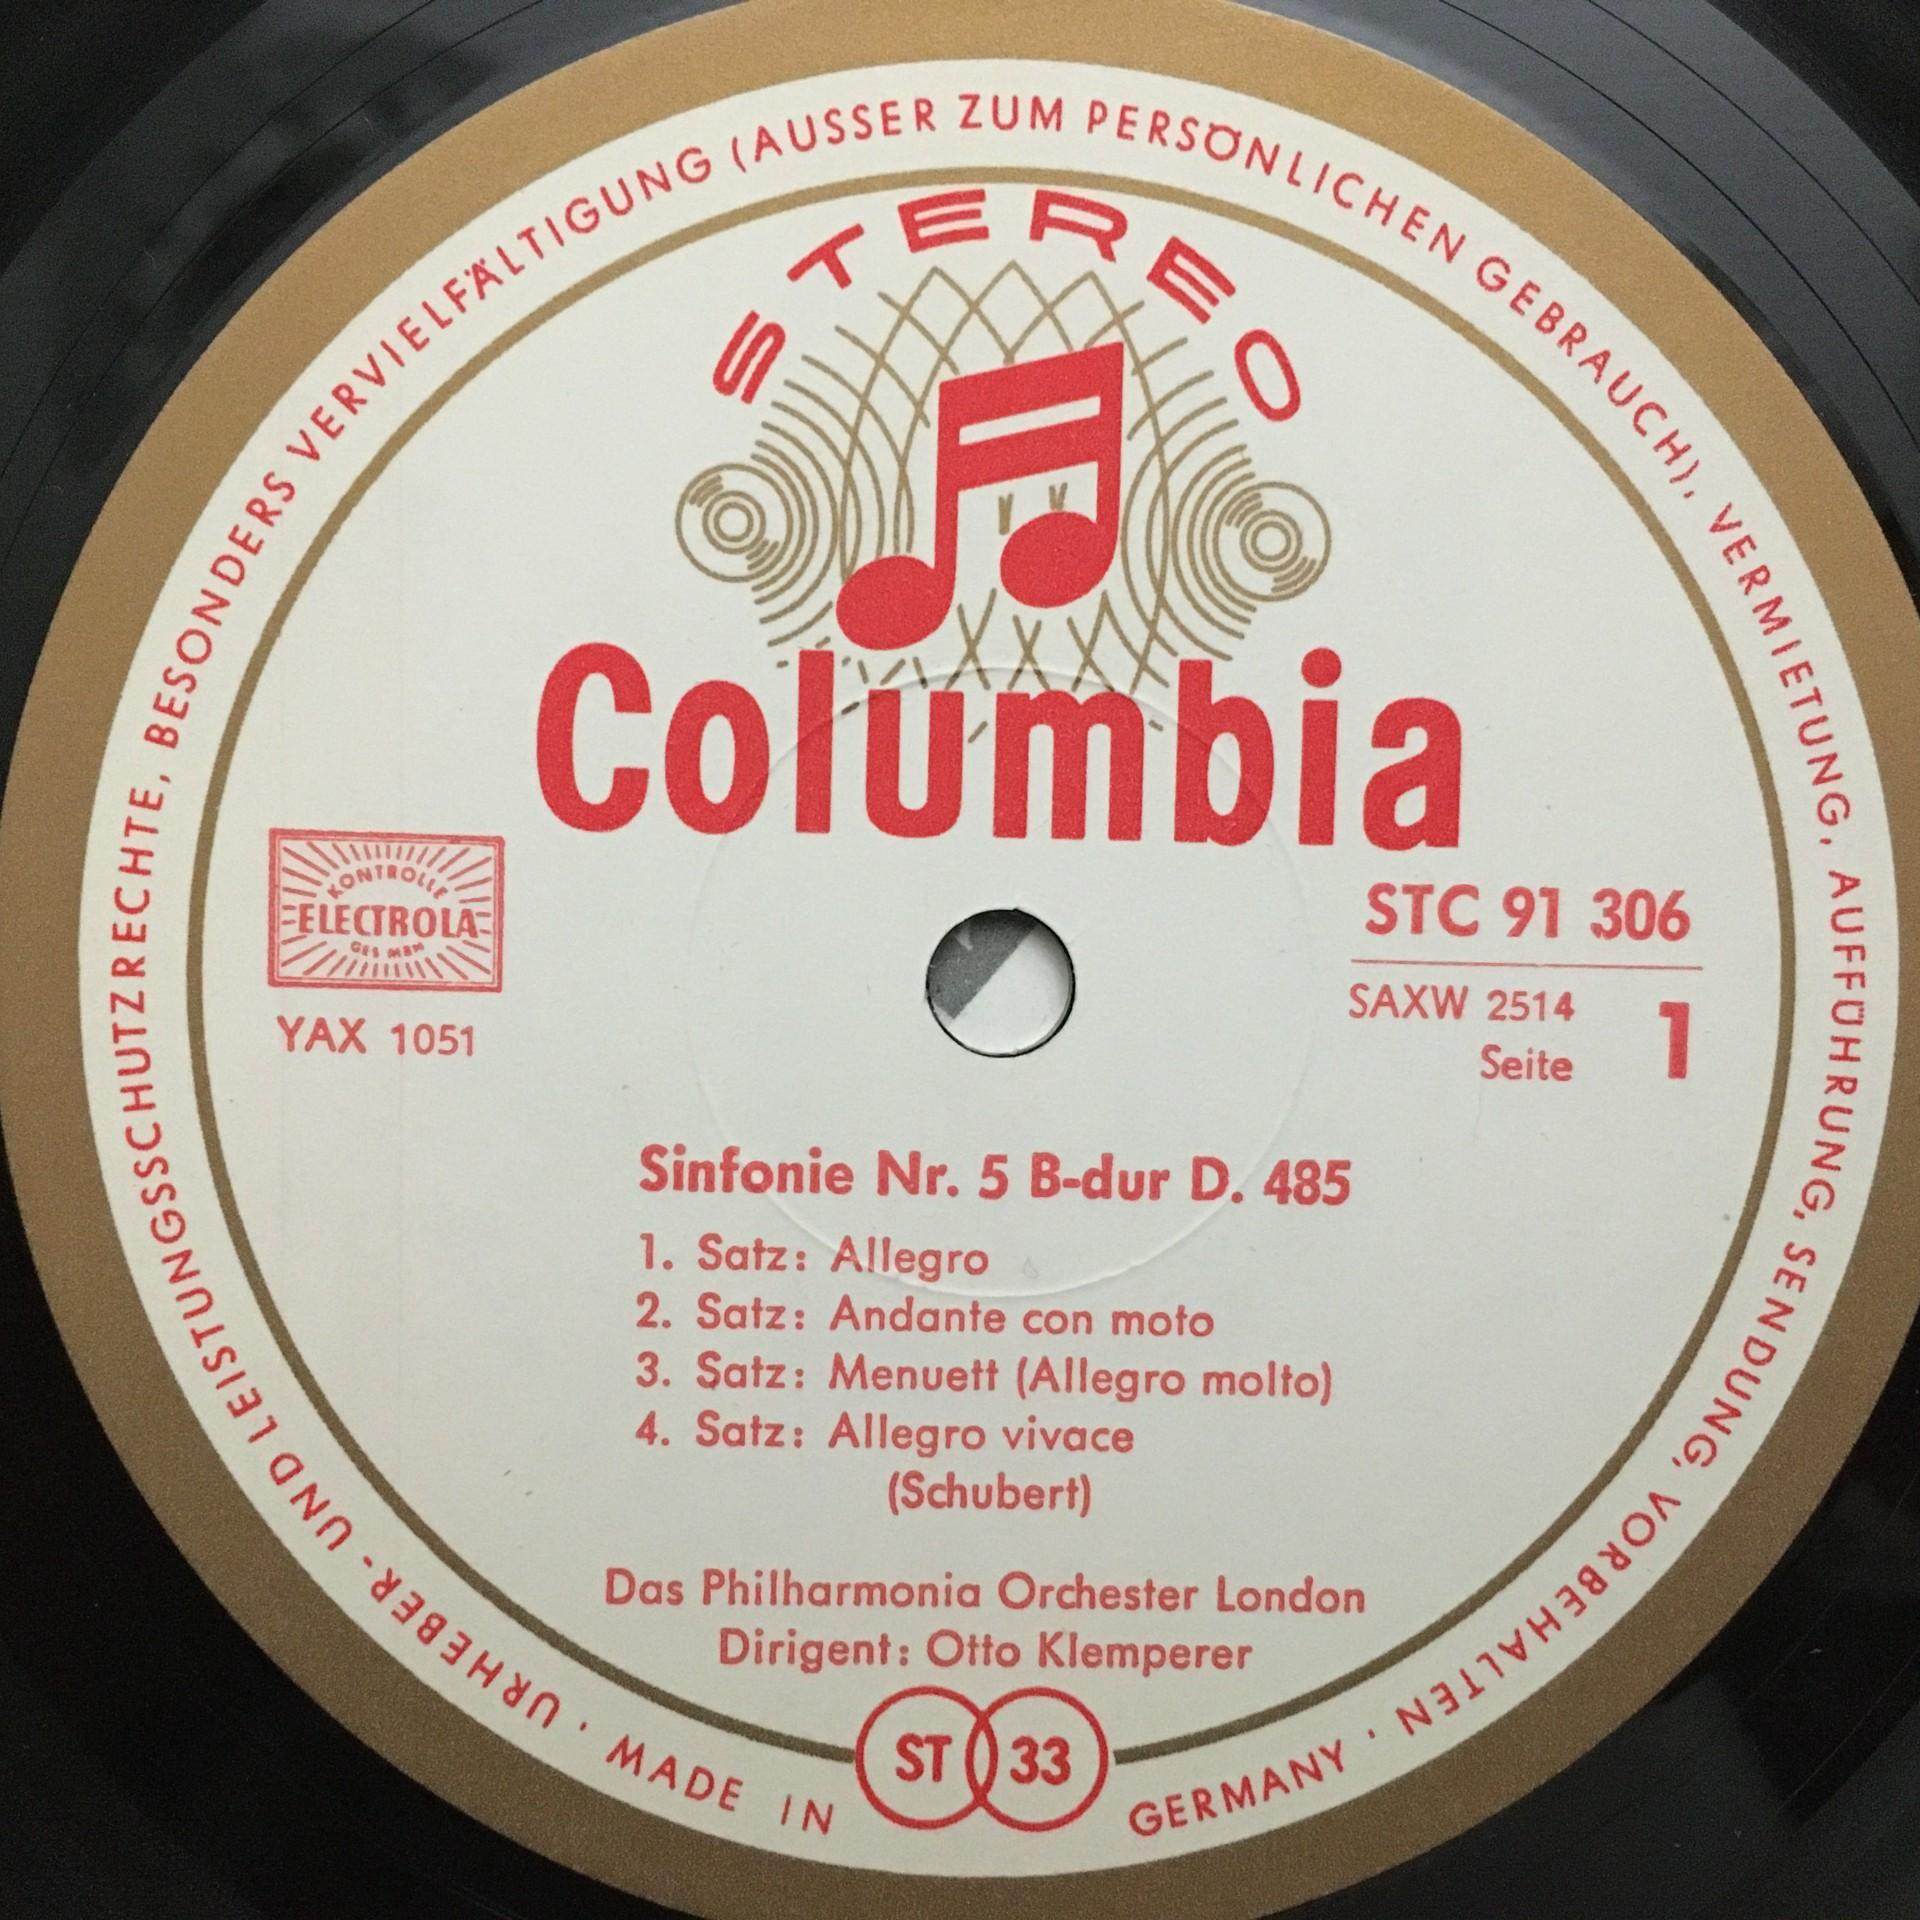 URHEBER- UND LEISTUNGSSCHUTZRECHTE, BESONDERS VERVIELFÄLTIGUNG (AUSSER ZUM PERSÖNLICHEN GEBRAUCH), VERMIETUNG, AUFFÜHRUNG, SENDUNG, VORBEHALTEN
STEREO
Columbia
KONTROLLE
ELECTROLA
GES MBH
YAX 1051
STC 91 306
SAXW 2514
Seite 1
Sinfonie Nr. 5 B-dur D. 485
1. Satz: Allegro
2. Satz: Andante con moto
3. Satz: Menuett (Allegro molto)
4. Satz: Allegro vivace
(Schubert)
Das Philharmonia Orchester London
Dirigent: Otto Klemperer
ST 33
· MADE IN GERMANY ·